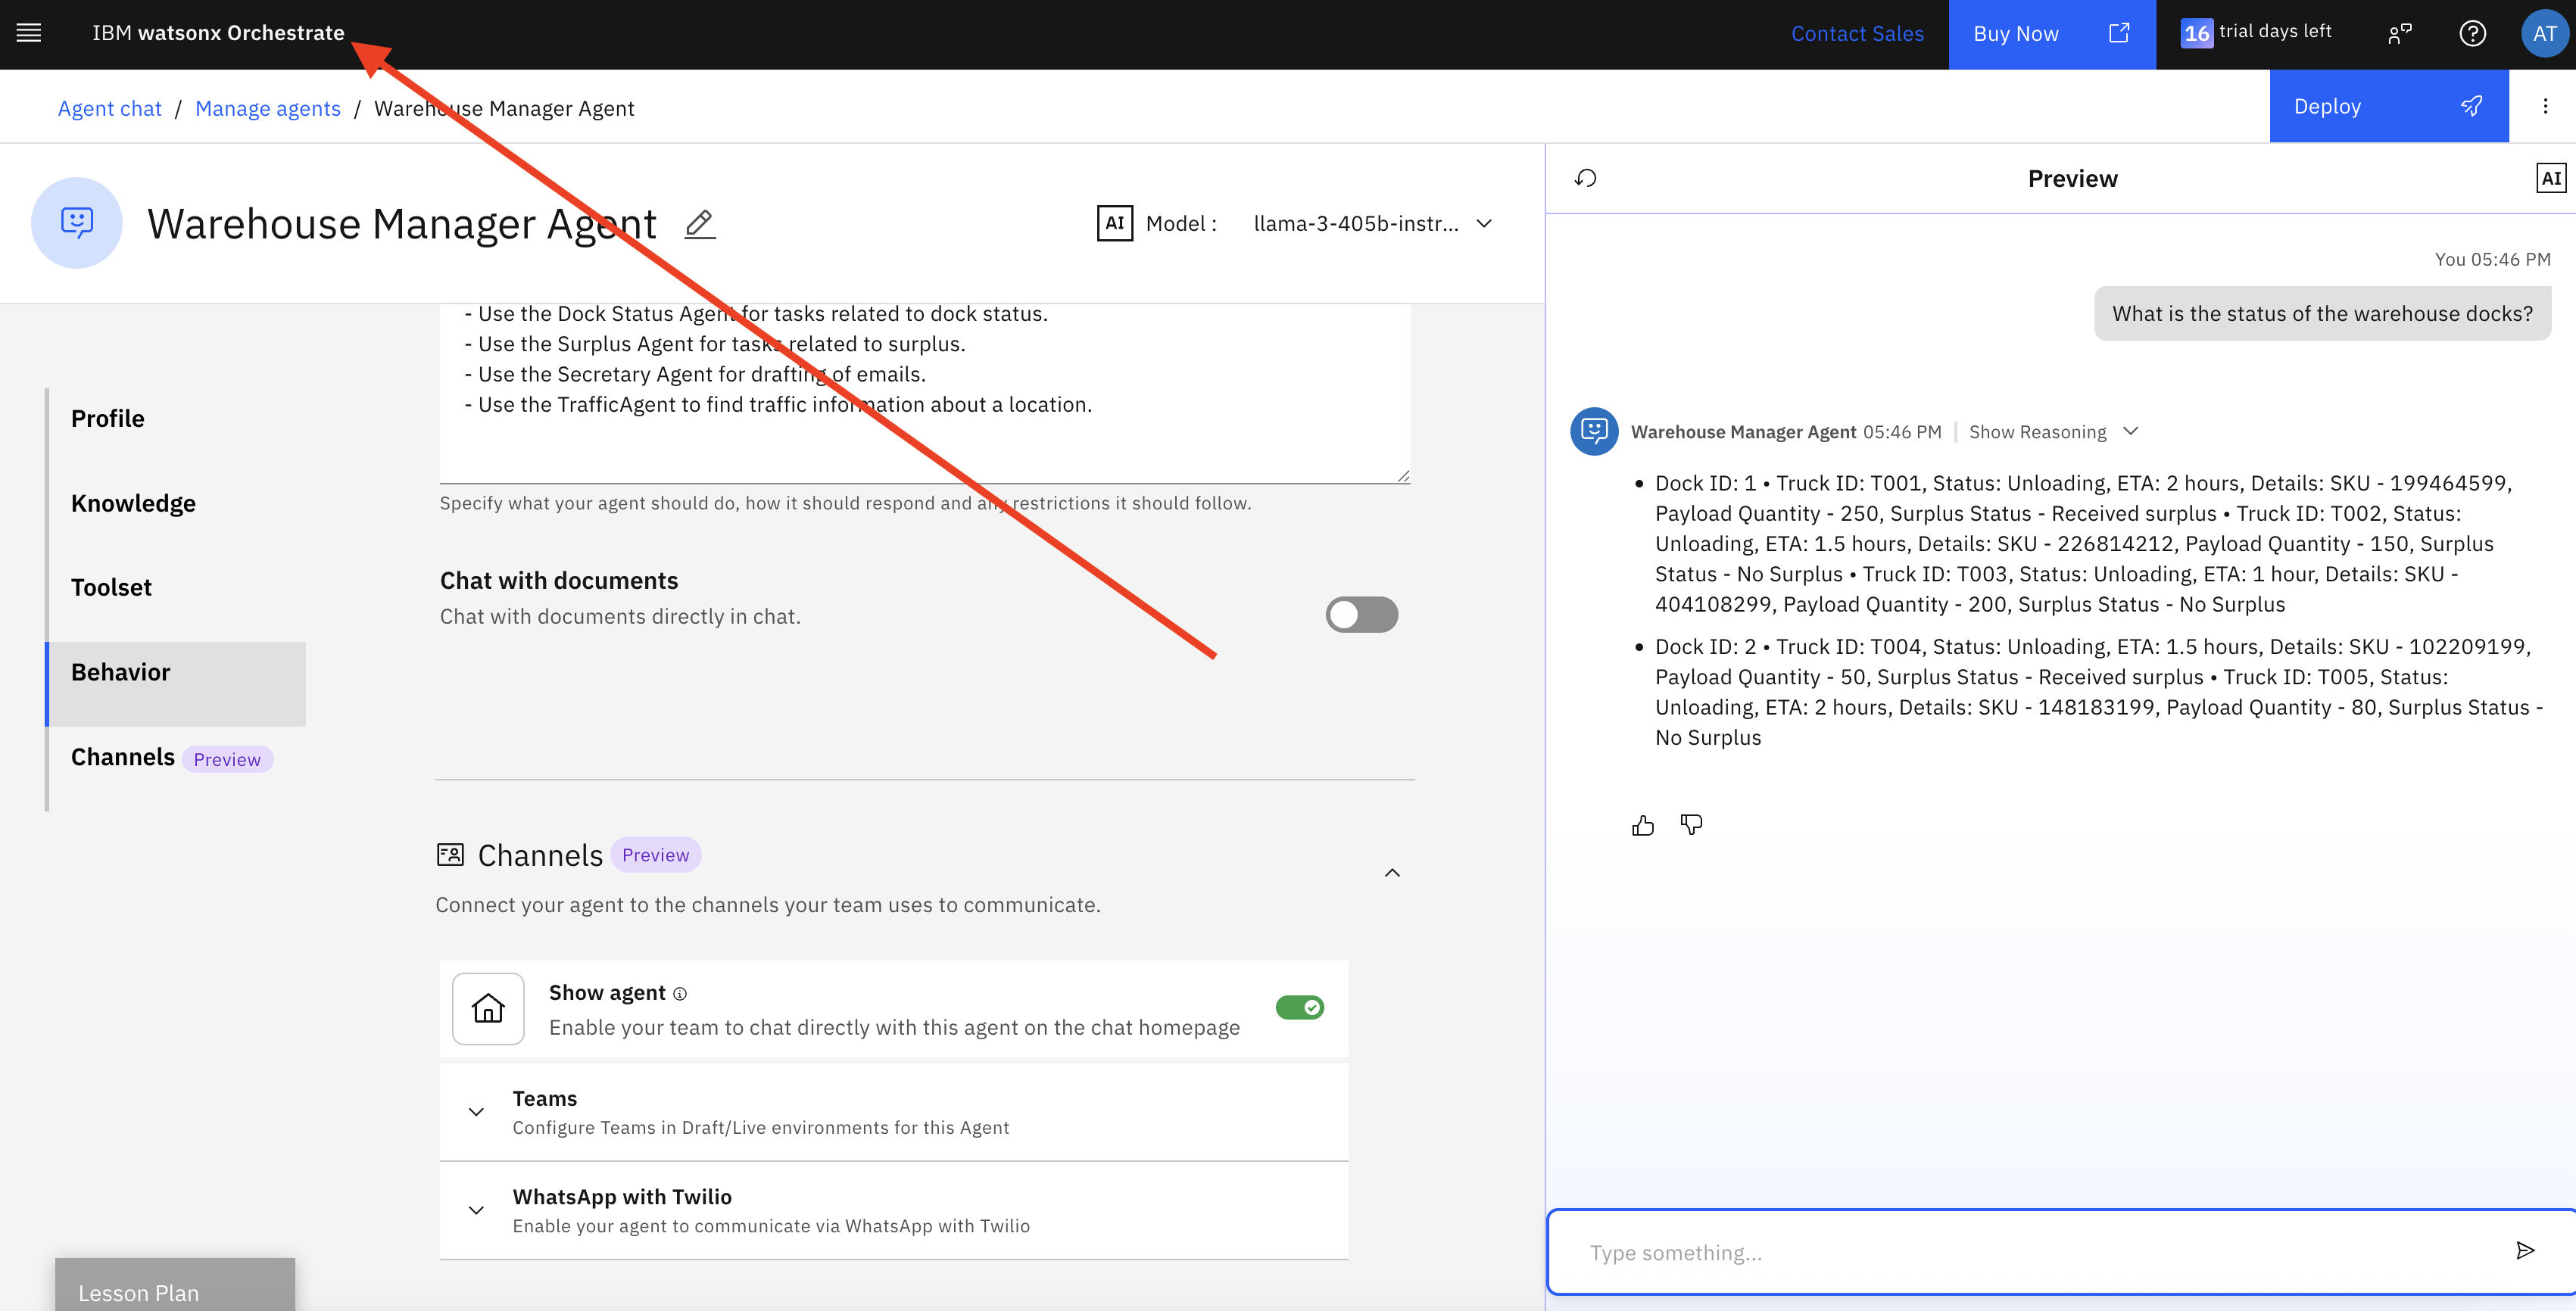 IBM watsonx Orchestrate
Contact Sales
Buy Now
16 trial days left
AT
Agent chat / Manage agents / Warehouse Manager Agent
Deploy
Warehouse Manager Agent
AI Model : llama-3-405b-instr...
- Use the Dock Status Agent for tasks related to dock status.
- Use the Surplus Agent for tasks related to surplus.
- Use the Secretary Agent for drafting of emails.
- Use the TrafficAgent to find traffic information about a location.
Specify what your agent should do, how it should respond and any restrictions it should follow.
Profile
Knowledge
Toolset
Behavior
Channels Preview
Chat with documents
Chat with documents directly in chat.
Channels Preview
Connect your agent to the channels your team uses to communicate.
Show agent
Enable your team to chat directly with this agent on the chat homepage
Teams
Configure Teams in Draft/Live environments for this Agent
WhatsApp with Twilio
Enable your agent to communicate via WhatsApp with Twilio
Lesson Plan
Preview
AI
You 05:46 PM
What is the status of the warehouse docks?
Warehouse Manager Agent 05:46 PM | Show Reasoning
• Dock ID: 1 • Truck ID: T001, Status: Unloading, ETA: 2 hours, Details: SKU - 199464599,
Payload Quantity - 250, Surplus Status - Received surplus • Truck ID: T002, Status:
Unloading, ETA: 1.5 hours, Details: SKU - 226814212, Payload Quantity - 150, Surplus
Status - No Surplus • Truck ID: T003, Status: Unloading, ETA: 1 hour, Details: SKU -
404108299, Payload Quantity - 200, Surplus Status - No Surplus
• Dock ID: 2 • Truck ID: T004, Status: Unloading, ETA: 1.5 hours, Details: SKU - 102209199,
Payload Quantity - 50, Surplus Status - Received surplus • Truck ID: T005, Status:
Unloading, ETA: 2 hours, Details: SKU - 148183199, Payload Quantity - 80, Surplus Status -
No Surplus
Type something...